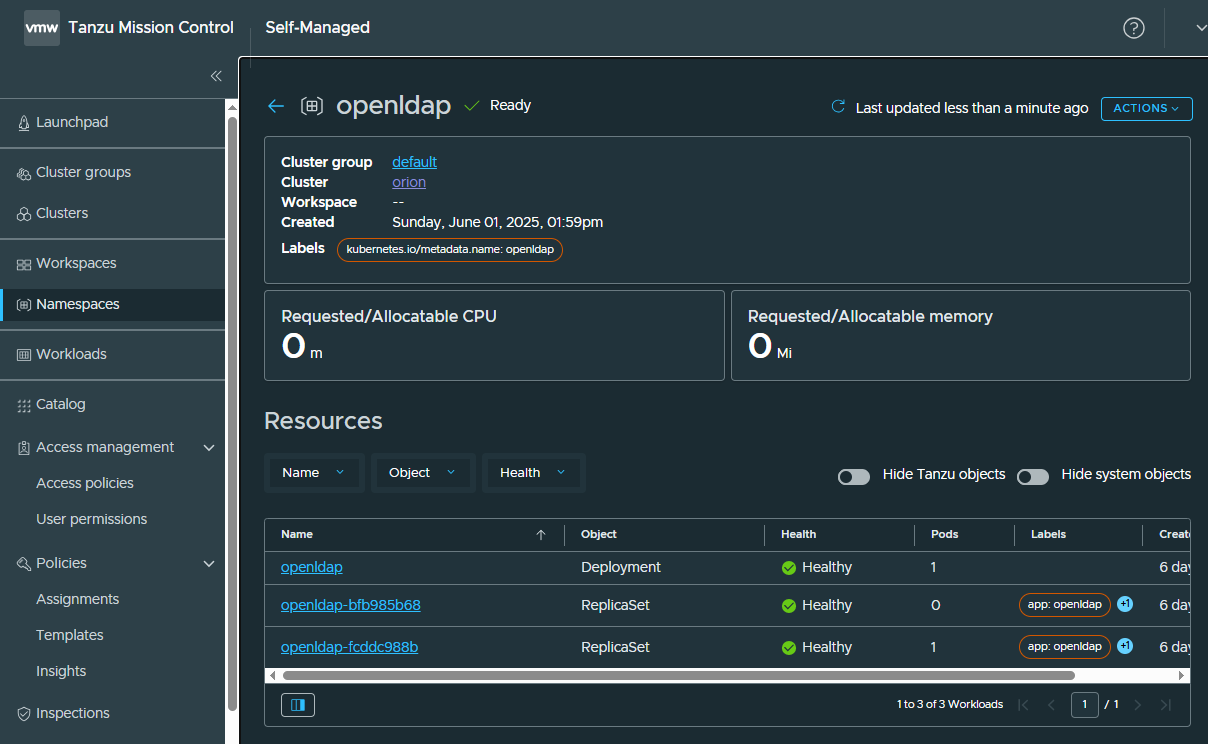 vmw Tanzu Mission Control Self-Managed
Launchpad
Cluster groups
Clusters
Workspaces
Namespaces
Workloads
Catalog
Access management
Access policies
User permissions
Policies
Assignments
Templates
Insights
Inspections
openldap Ready
Last updated less than a minute ago ACTIONS
Cluster group default
Cluster orion
Workspace --
Created Sunday, June 01, 2025, 01:59pm
Labels kubernetes.io/metadata.name: openldap
Requested/Allocatable CPU
0 m
Requested/Allocatable memory
0 Mi
Resources
Name Object Health
Hide Tanzu objects Hide system objects
Name Object Health Pods Labels Create
openldap Deployment Healthy 1 6 day
openldap-bfb985b68 ReplicaSet Healthy 0 app: openldap +1 6 day
openldap-fcddc988b ReplicaSet Healthy 1 app: openldap +1 6 day
1 to 3 of 3 Workloads 1 / 1